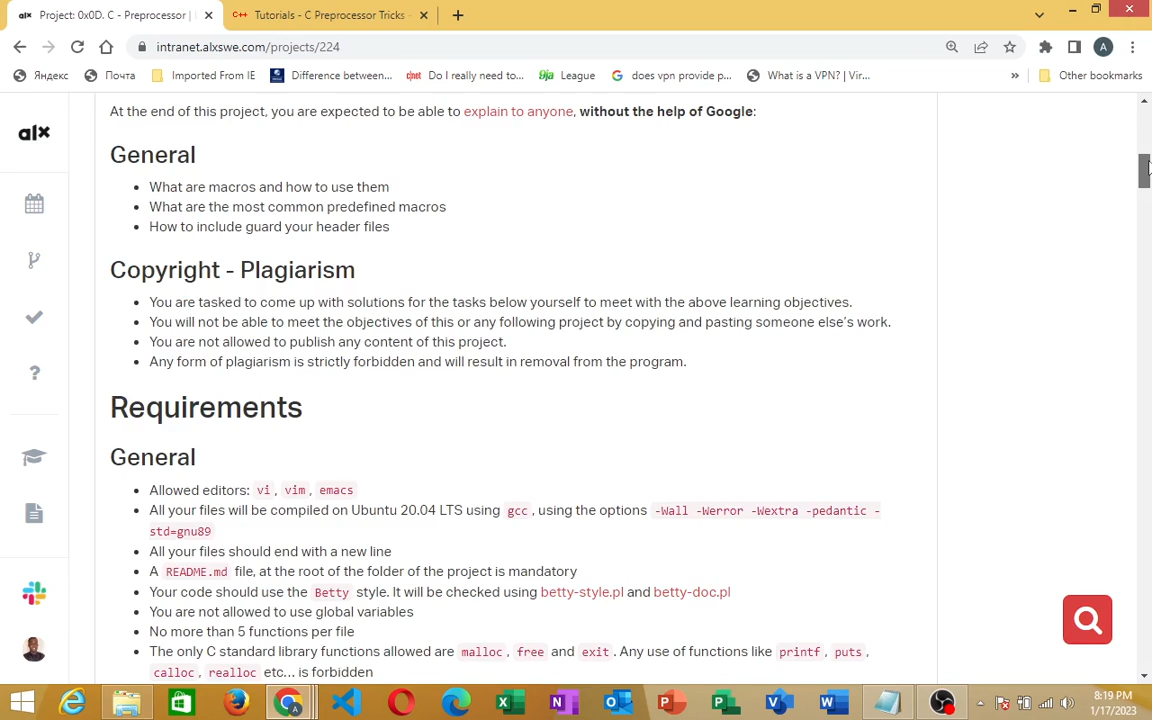 Project: 0x0D. C - Preprocessor |
Tutorials - C Preprocessor Tricks
intranet.alxswe.com/projects/224
A
Яндекс
Почта
Imported From IE
Difference between...
cnet Do I really need to...
9ja League
G does vpn provide p...
What is a VPN? | Vir...
»
Other bookmarks
alx
At the end of this project, you are expected to be able to explain to anyone, without the help of Google:
General
What are macros and how to use them
What are the most common predefined macros
How to include guard your header files
Copyright - Plagiarism
You are tasked to come up with solutions for the tasks below yourself to meet with the above learning objectives.
You will not be able to meet the objectives of this or any following project by copying and pasting someone else's work.
You are not allowed to publish any content of this project.
Any form of plagiarism is strictly forbidden and will result in removal from the program.
Requirements
General
Allowed editors: vi, vim, emacs
All your files will be compiled on Ubuntu 20.04 LTS using gcc, using the options -Wall -Werror -Wextra -pedantic -
std=gnu89
All your files should end with a new line
A README.md file, at the root of the folder of the project is mandatory
Your code should use the Betty style. It will be checked using betty-style.pl and betty-doc.pl
You are not allowed to use global variables
No more than 5 functions per file
The only C standard library functions allowed are malloc, free and exit. Any use of functions like printf, puts,
calloc, realloc etc... is forbidden
8:19 PM
1/17/2023